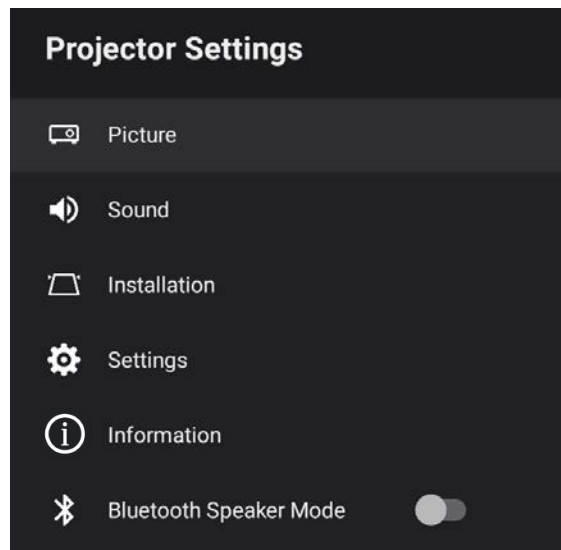 Projector Settings
Picture
Sound
Installation
Settings
Information
Bluetooth Speaker Mode